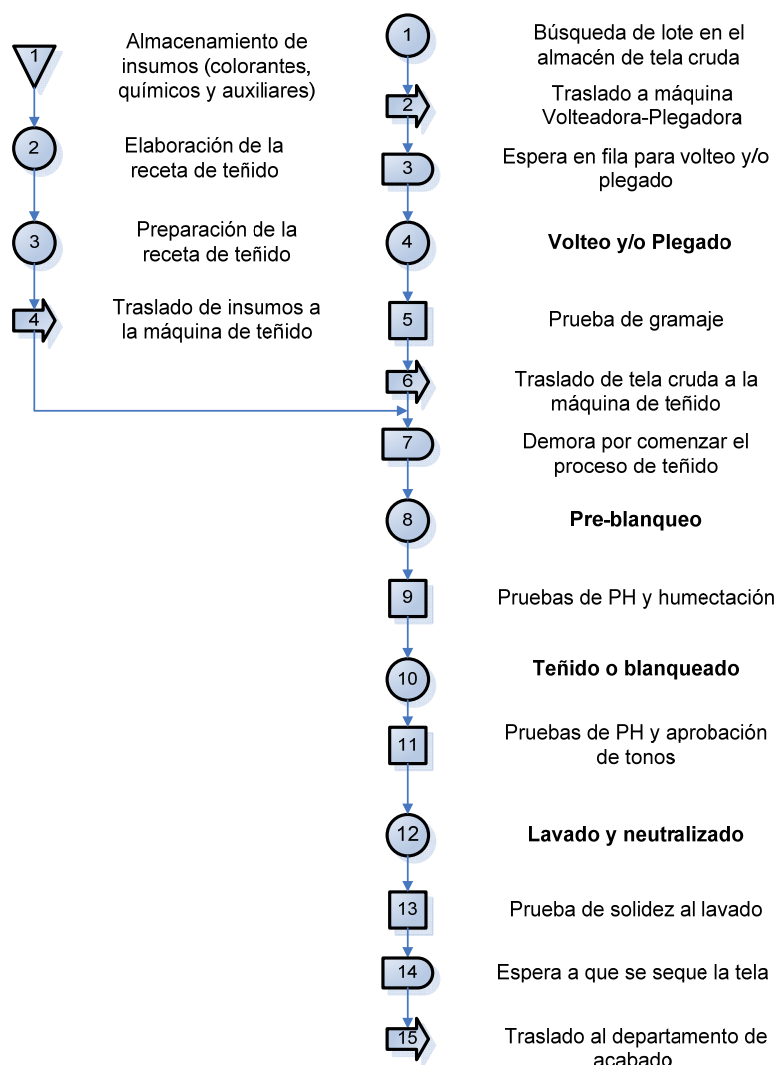 1
Almacenamiento de
insumos (colorantes,
químicos y auxiliares)
2
Elaboración de la
receta de teñido
3
Preparación de la
receta de teñido
4
Traslado de insumos a
la máquina de teñido
1
Búsqueda de lote en el
almacén de tela cruda
2
Traslado a máquina
Volteadora-Plegadora
3
Espera en fila para volteo y/o
plegado
4
Volteo y/o Plegado
5
Prueba de gramaje
6
Traslado de tela cruda a la
máquina de teñido
7
Demora por comenzar el
proceso de teñido
8
Pre-blanqueo
9
Pruebas de PH y humectación
10
Teñido o blanqueado
11
Pruebas de PH y aprobación
de tonos
12
Lavado y neutralizado
13
Prueba de solidez al lavado
14
Espera a que se seque la tela
15
Traslado al departamento de
acabado